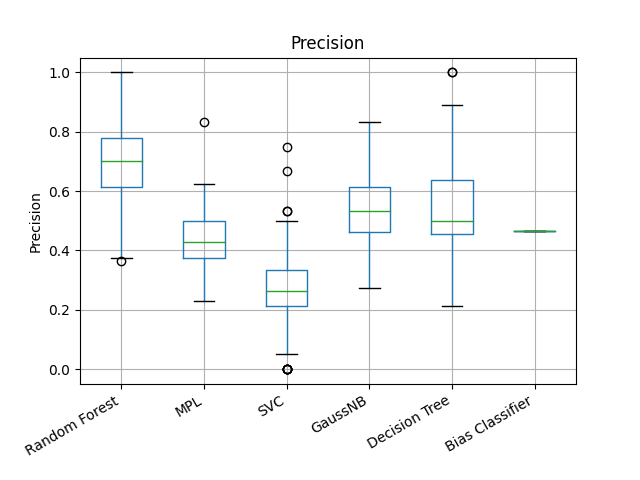 Precision
Precision
1.0
0.8
0.6
0.4
0.2
0.0
Random Forest
MPL
SVC
GaussNB
Decision Tree
Bias Classifier